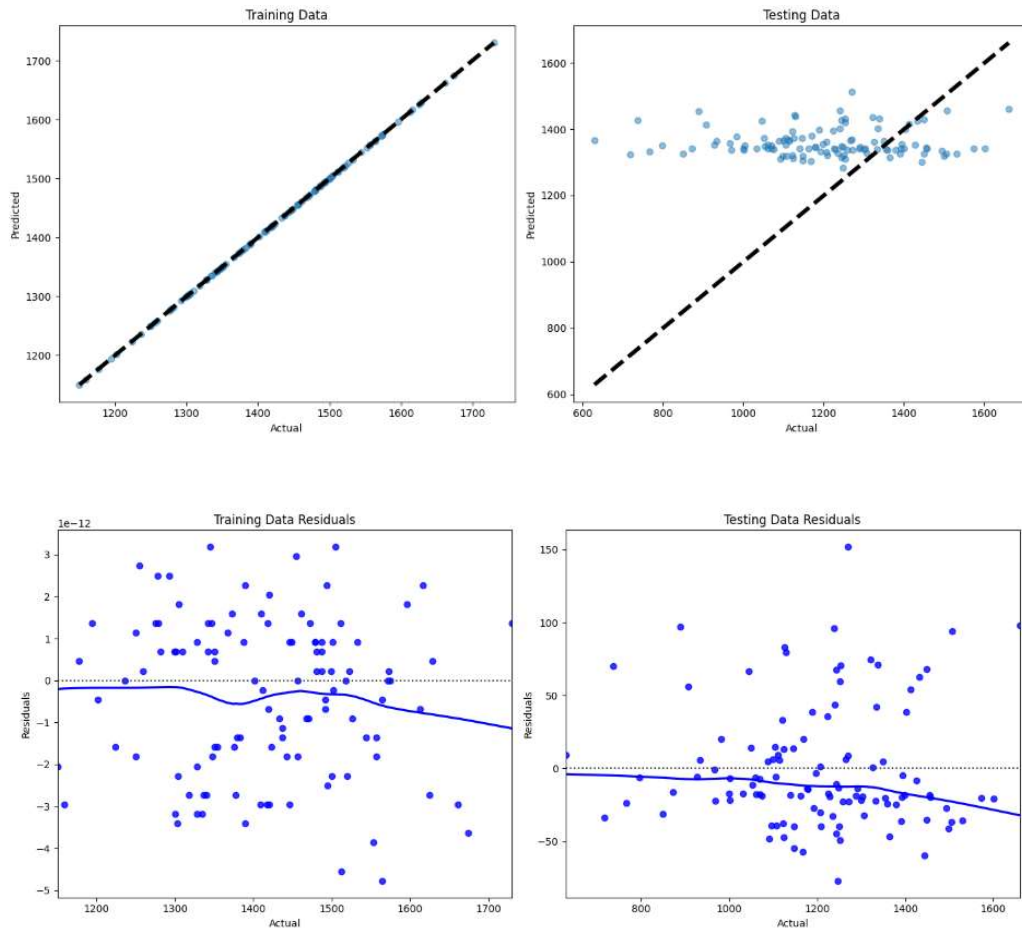 Training Data
1700
1600
1500
1400
1300
1200
Predicted
1200 1300 1400 1500 1600 1700
Actual
Testing Data
1600
1400
1200
1000
800
600
Predicted
600 800 1000 1200 1400 1600
Actual
Training Data Residuals
1e−12
3
2
1
0
−1
−2
−3
−4
−5
Residuals
1200 1300 1400 1500 1600 1700
Actual
Testing Data Residuals
150
100
50
0
−50
Residuals
800 1000 1200 1400 1600
Actual